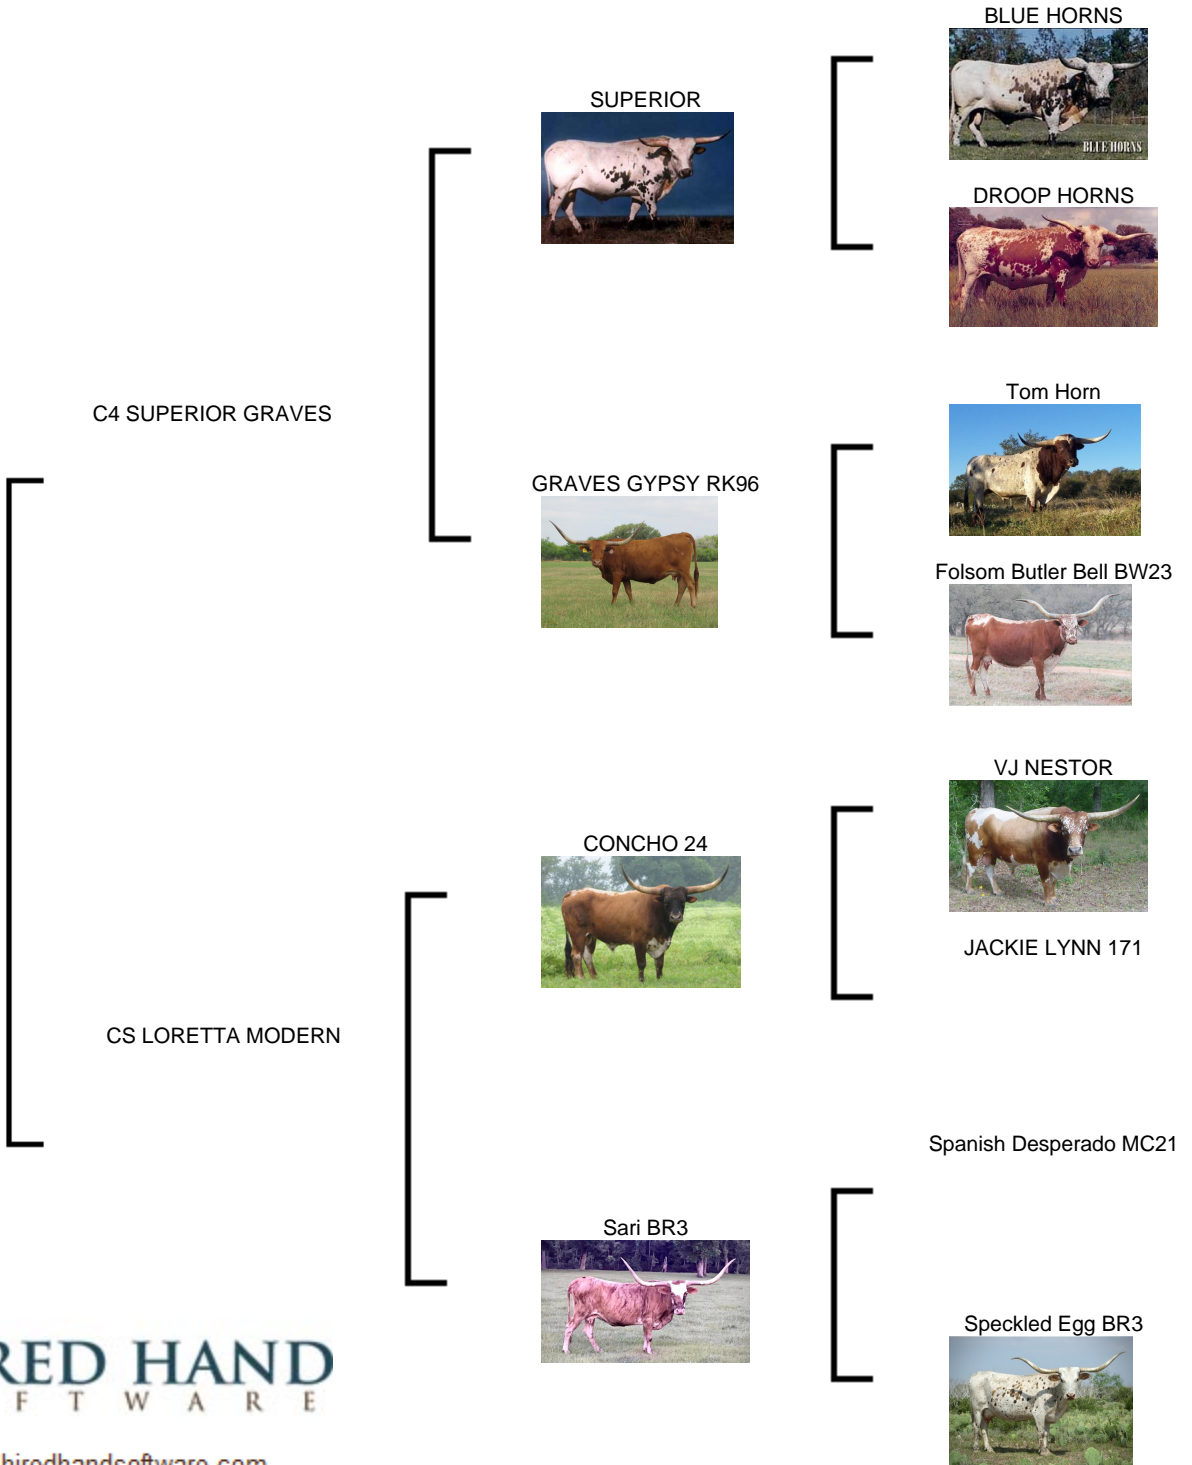 BLUE HORNS
SUPERIOR
BLUE HORNS
DROOP HORNS
Tom Horn
C4 SUPERIOR GRAVES
GRAVES GYPSY RK96
Folsom Butler Bell BW23
VJ NESTOR
CONCHO 24
JACKIE LYNN 171
CS LORETTA MODERN
Spanish Desperado MC21
Sari BR3
Speckled Egg BR3
RED HAND
F T W A R E
hiredhandsoftware.com